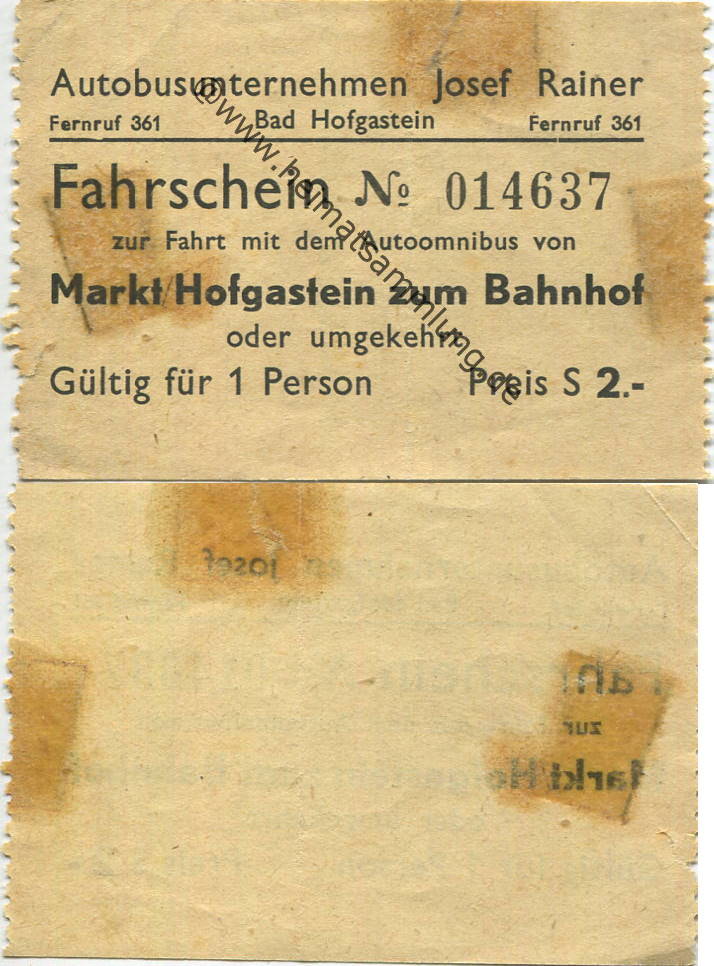 Autobusunternehmen Josef Rainer
Fernruf 361 Bad Hofgastein Fernruf 361
Fahrschein № 014637
zur Fahrt mit dem Autoomnibus von
Markt Hofgastein zum Bahnhof
oder umgekehrt
Gültig für 1 Person Preis S 2.-
@www.heimatsammlung.de